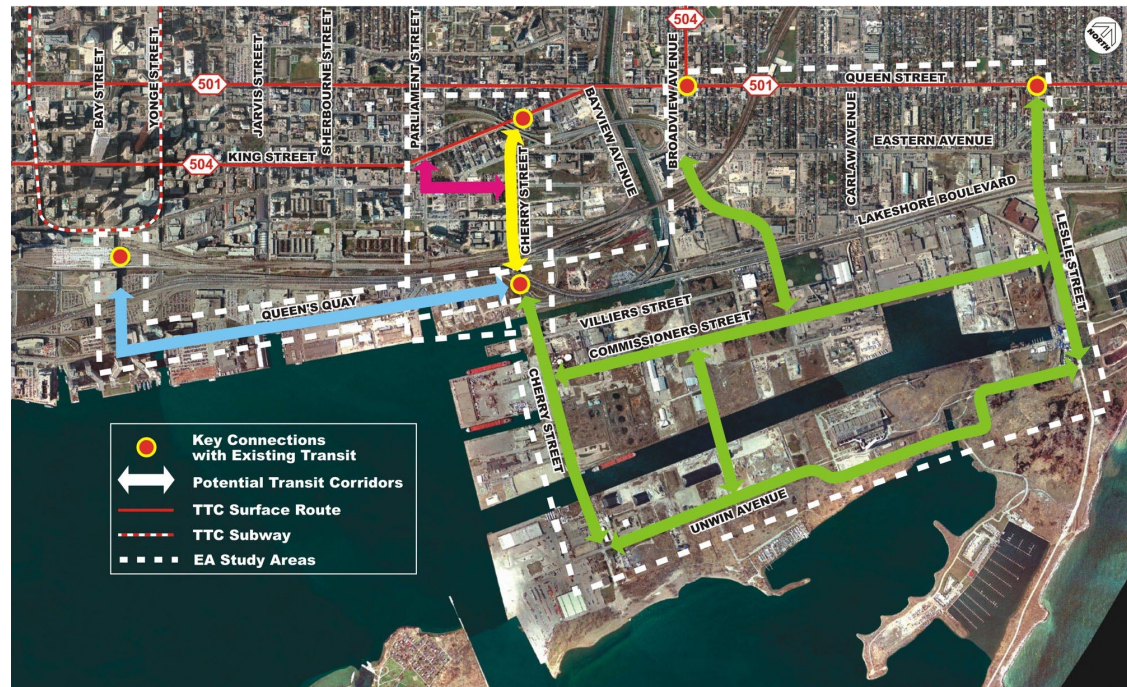 504
NORTH
BAY STREET
YONGE STREET
501
JARVIS STREET
SHERBOURNE STREET
PARLIAMENT STREET
BAYVIEW AVENUE
BROADVIEW AVENUE
501
QUEEN STREET
CARLAW AVENUE
EASTERN AVENUE
504
KING STREET
CHERRY STREET
LAKESHORE BOULEVARD
LESLIE STREET
QUEEN'S QUAY
VILLIERS STREET
COMMISSIONERS STREET
CHERRY STREET
UNWIN AVENUE
Key Connections
with Existing Transit
Potential Transit Corridors
TTC Surface Route
TTC Subway
EA Study Areas